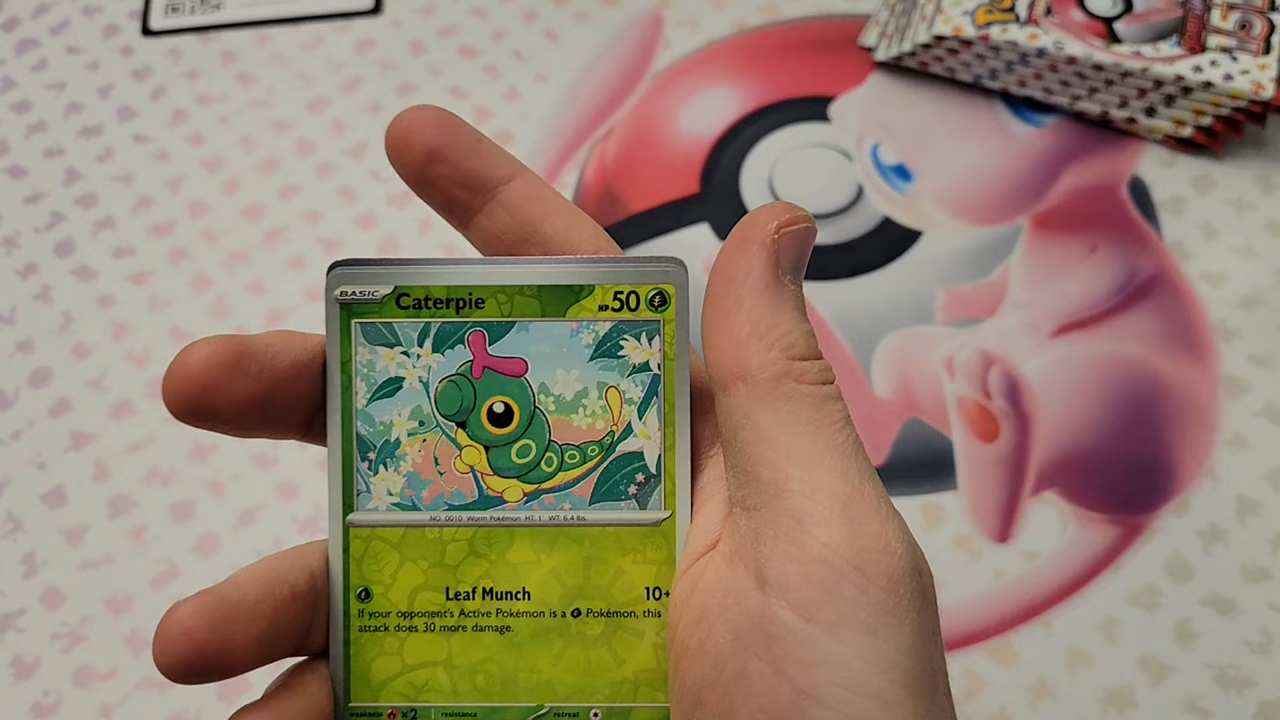 151
BASIC Caterpie HP50
NO. 0010 Worm Pokémon HT. 1' WT. 6.4 lbs.
Leaf Munch 10+
If your opponent's Active Pokémon is a Pokémon, this
attack does 30 more damage.
weakness ×2 resistance retreat